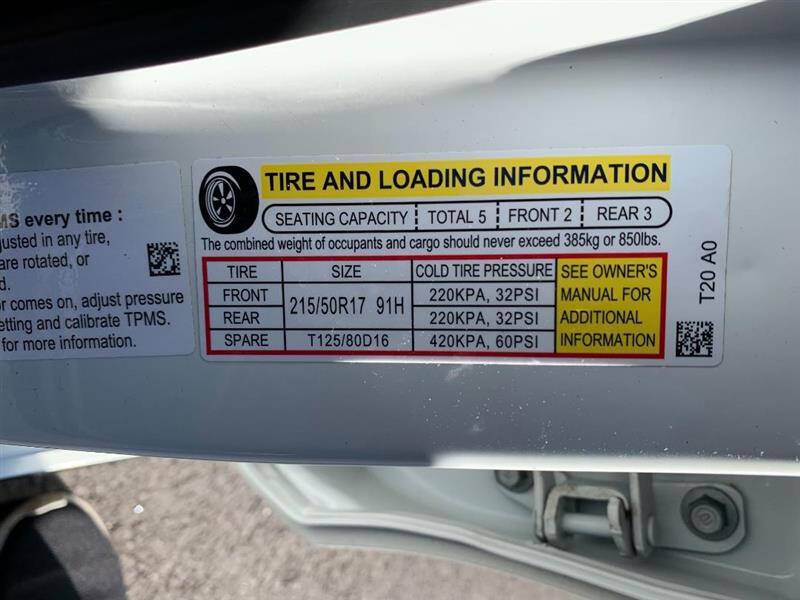 MS every time :
justed in any tire,
are rotated, or
d.
or comes on, adjust pressure
etting and calibrate TPMS.
for more information.
TIRE AND LOADING INFORMATION
SEATING CAPACITY TOTAL 5 FRONT 2 REAR 3
The combined weight of occupants and cargo should never exceed 385kg or 850lbs.
TIRE SIZE COLD TIRE PRESSURE SEE OWNER'S
FRONT 215/50R17 91H 220KPA, 32PSI MANUAL FOR
REAR 220KPA, 32PSI ADDITIONAL
SPARE T125/80D16 420KPA, 60PSI INFORMATION
T20 A0